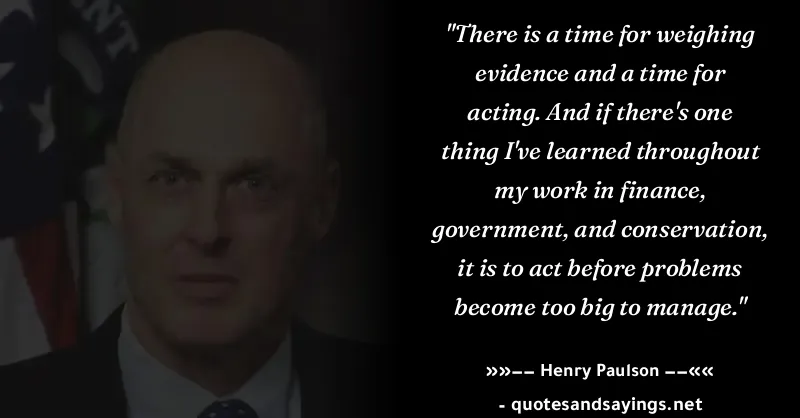 "There is a time for weighing
evidence and a time for
acting. And if there's one
thing I've learned throughout
my work in finance,
government, and conservation,
it is to act before problems
become too big to manage."
»»–– Henry Paulson ––««
- quotesandsayings.net